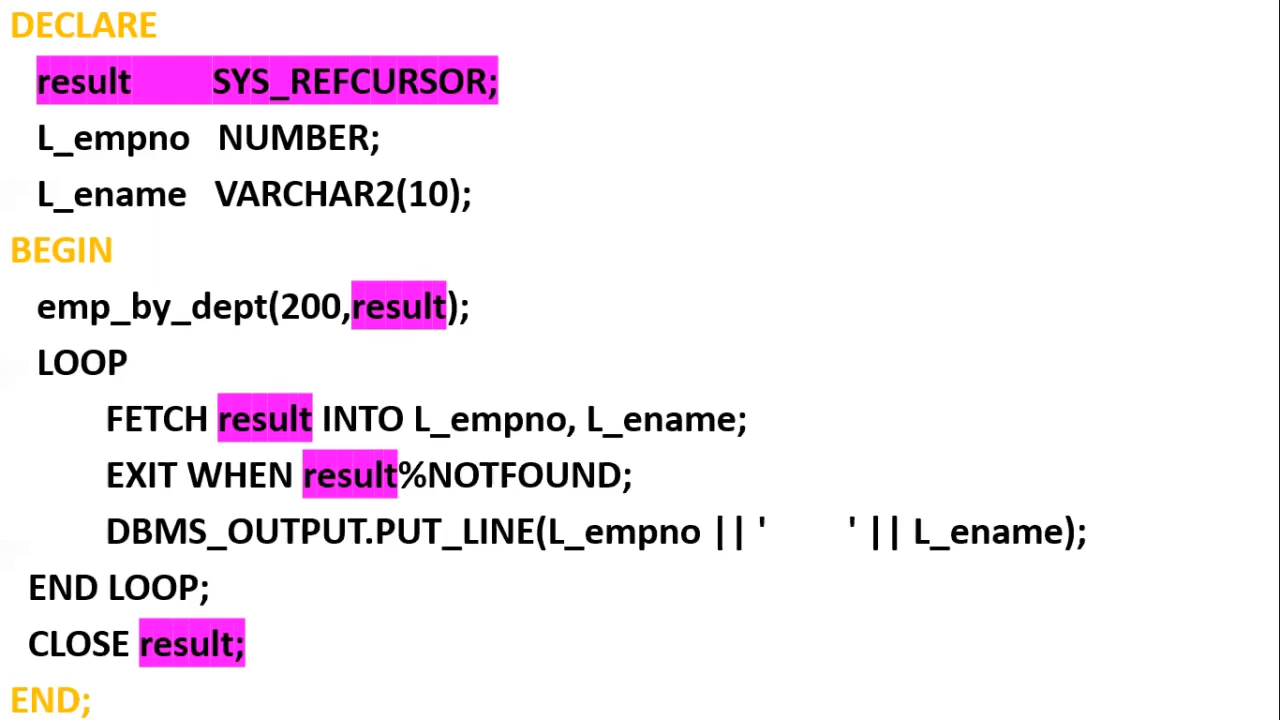 DECLARE
result SYS_REFCURSOR;
L_empno NUMBER;
L_ename VARCHAR2(10);
BEGIN
emp_by_dept(200,result);
LOOP
FETCH result INTO L_empno, L_ename;
EXIT WHEN result%NOTFOUND;
DBMS_OUTPUT.PUT_LINE(L_empno || '        ' || L_ename);
END LOOP;
CLOSE result;
END;